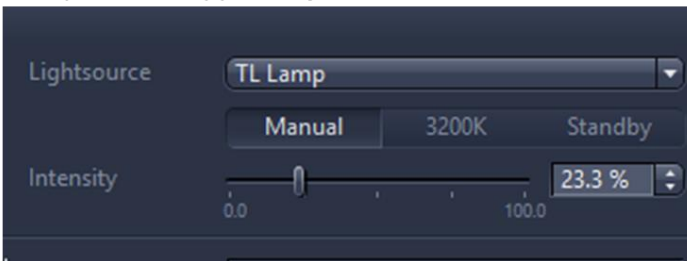 Lightsource TL Lamp
Manual 3200K Standby
Intensity 23.3 %
0.0 100.0